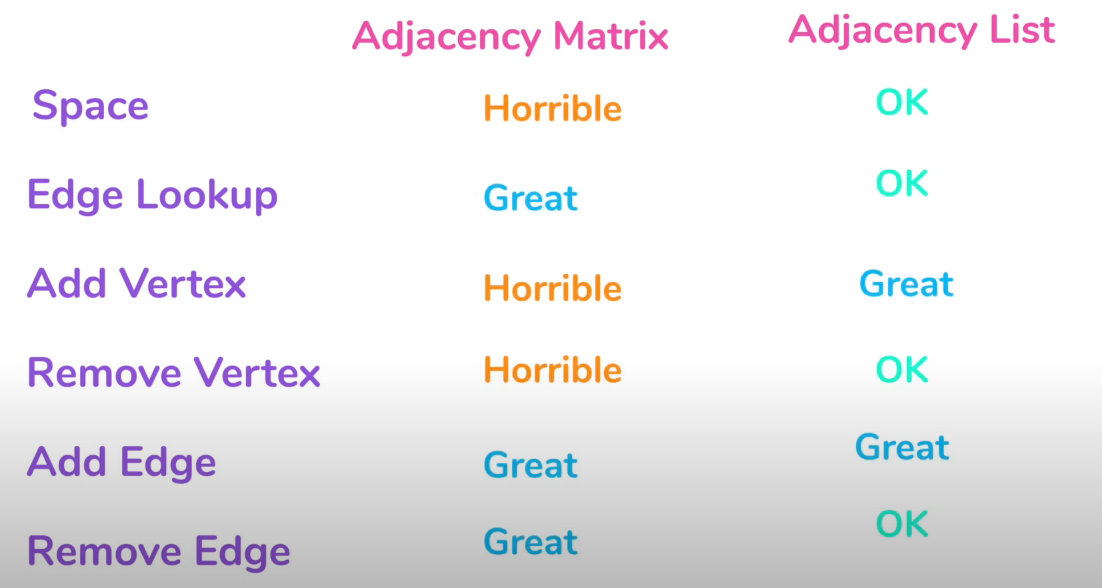 Adjacency Matrix Adjacency List
Space Horrible OK
Edge Lookup Great OK
Add Vertex Horrible Great
Remove Vertex Horrible OK
Add Edge Great Great
Remove Edge Great OK